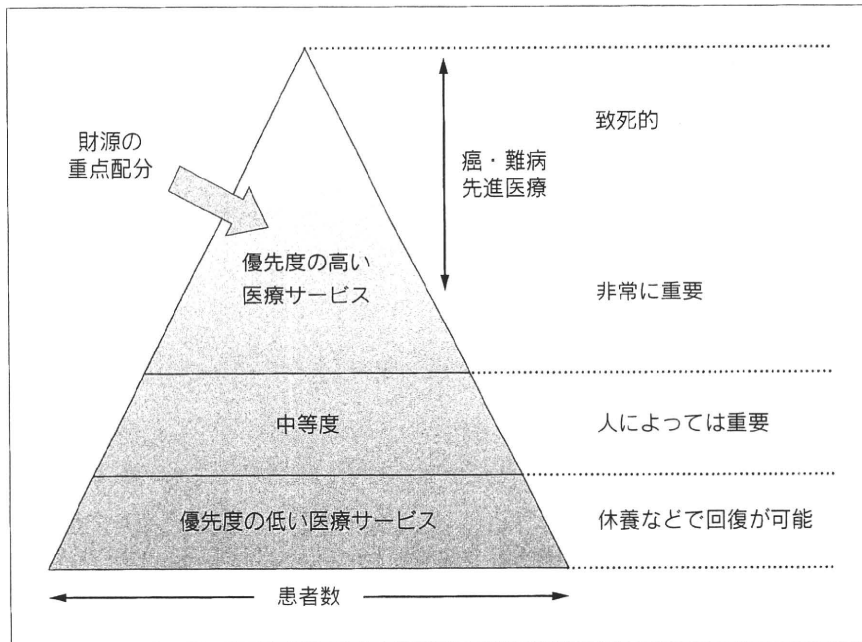 財源の
重点配分
癌・難病
先進医療
致死的
優先度の高い
医療サービス
非常に重要
中等度
人によっては重要
優先度の低い医療サービス
休養などで回復が可能
患者数